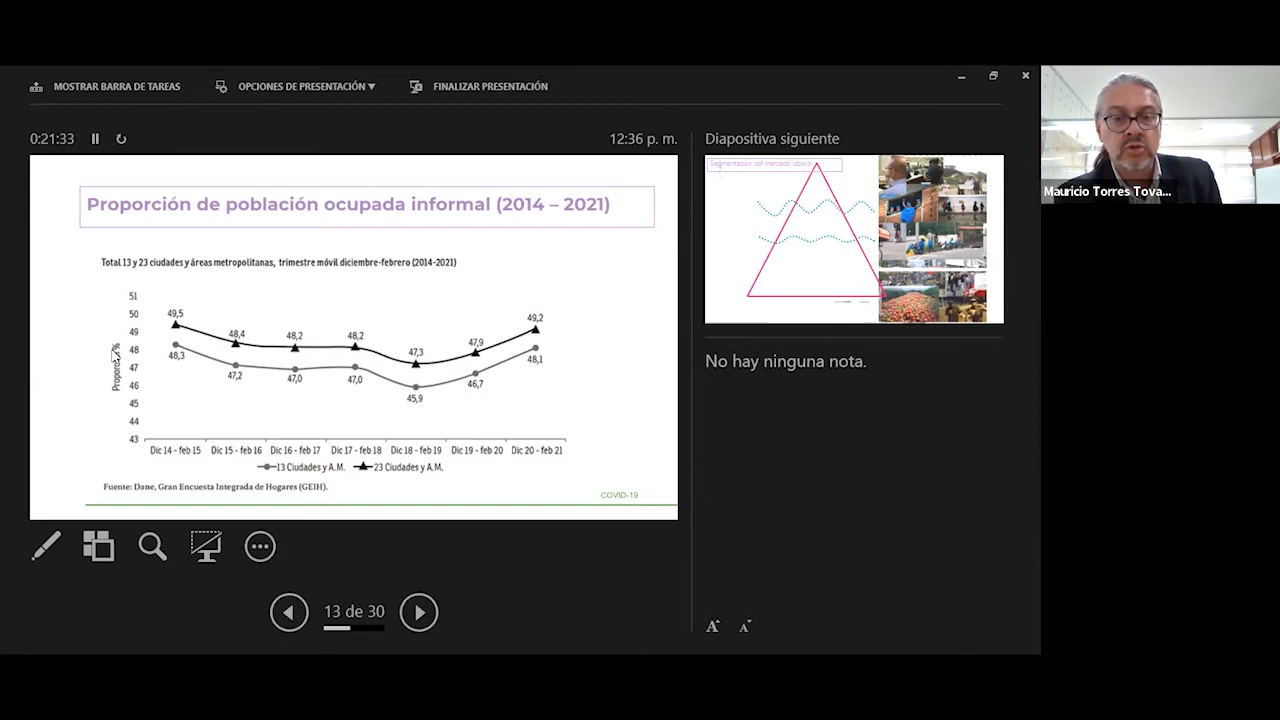 MOSTRAR BARRA DE TAREAS
OPCIONES DE PRESENTACIÓN
FINALIZAR PRESENTACIÓN
0:21:33
12:36 p. m.
Proporción de población ocupada informal (2014 – 2021)
Total 13 y 23 ciudades y áreas metropolitanas, trimestre móvil diciembre-febrero (2014-2021)
Proporción %
51
50
49
48
47
46
45
44
43
49,5
48,4
48,2
48,2
47,3
47,9
49,2
48,3
47,2
47,0
47,0
45,9
46,7
48,1
Dic 14 - feb 15
Dic 15 - feb 16
Dic 16 - feb 17
Dic 17 - feb 18
Dic 18 - feb 19
Dic 19 - feb 20
Dic 20 - feb 21
13 Ciudades y A.M.
23 Ciudades y A.M.
Fuente: Dane, Gran Encuesta Integrada de Hogares (GEIH).
COVID-19
13 de 30
Diapositiva siguiente
Segmentación del mercado laboral
No hay ninguna nota.
A
A
Mauricio Torres Tova...